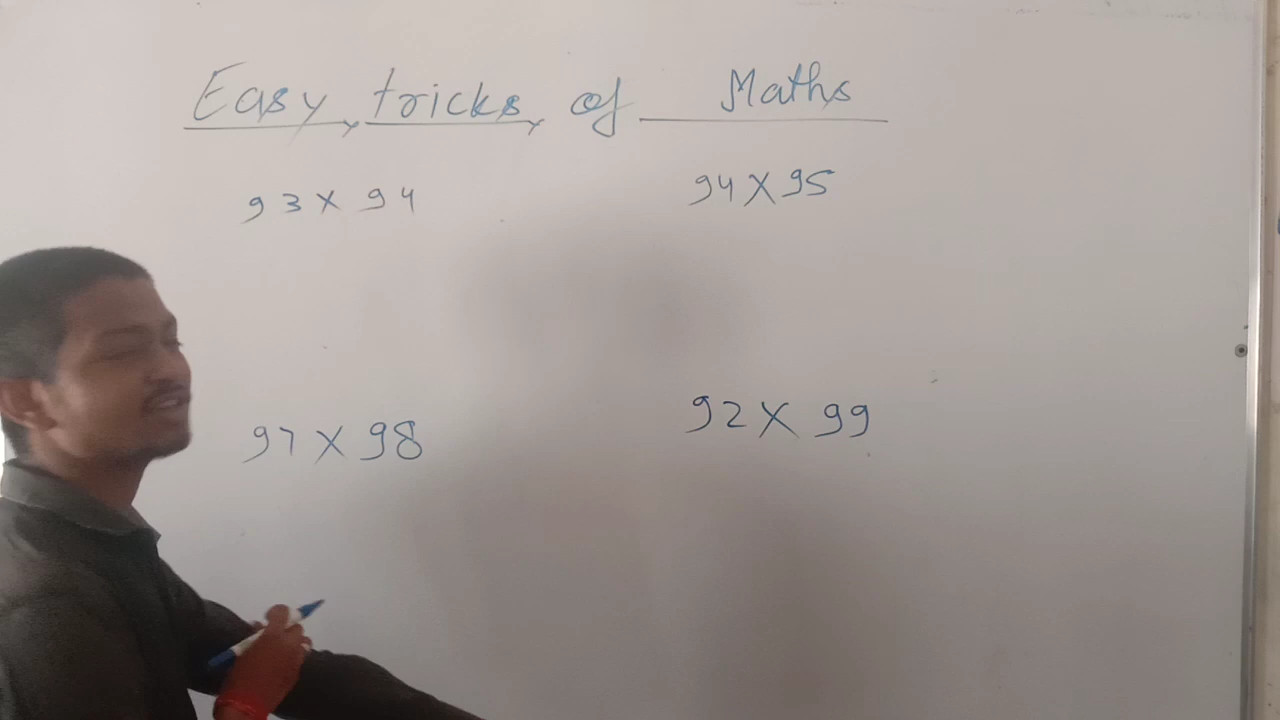 Easy tricks of Maths
93 X 94
94 X 95
97 X 98
92 X 99